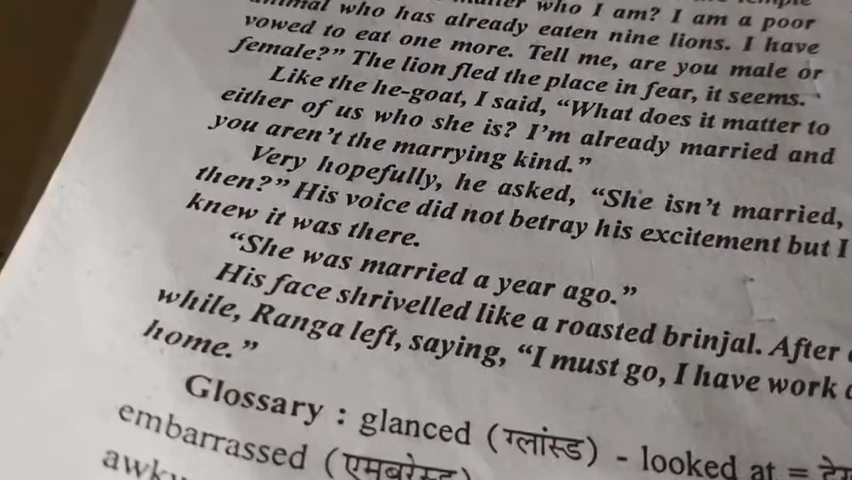 who I am? I am a poor
who has already eaten nine lions. I have
vowed to eat one more. Tell me, are you male or
female?” The lion fled the place in fear, it seems.
Like the he-goat, I said, “What does it matter to
either of us who she is? I’m already married and
you aren’t the marrying kind.”
Very hopefully, he asked, “She isn’t married,
then?” His voice did not betray his excitement but I
knew it was there.
“She was married a year ago.”
His face shrivelled like a roasted brinjal. After
while, Ranga left, saying, “I must go, I have work
home.”
Glossary : glanced (ग्लांस्ड) - looked at =
embarrassed (एमबरेस्ड)